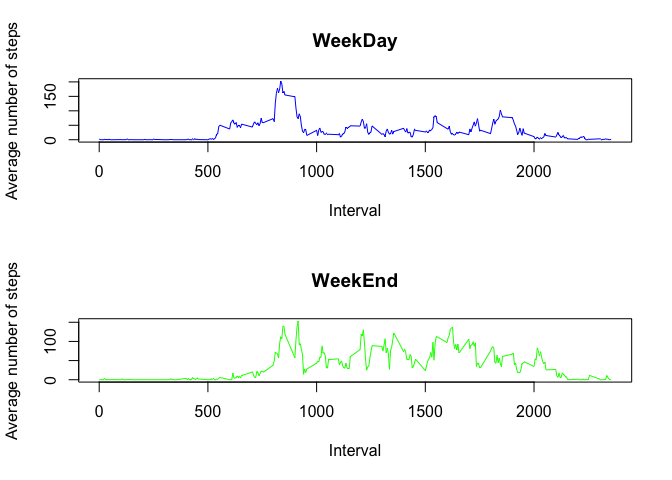 WeekDay
Average number of steps
150
0
0 500 1000 1500 2000
Interval
WeekEnd
Average number of steps
100
0
0 500 1000 1500 2000
Interval